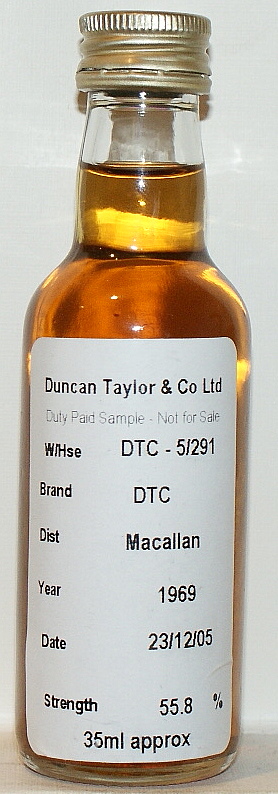 Duncan Taylor & Co Ltd
Duty Paid Sample - Not for Sale
W/Hse DTC - 5/291
Brand DTC
Dist Macallan
Year 1969
Date 23/12/05
Strength 55.8 %
35ml approx